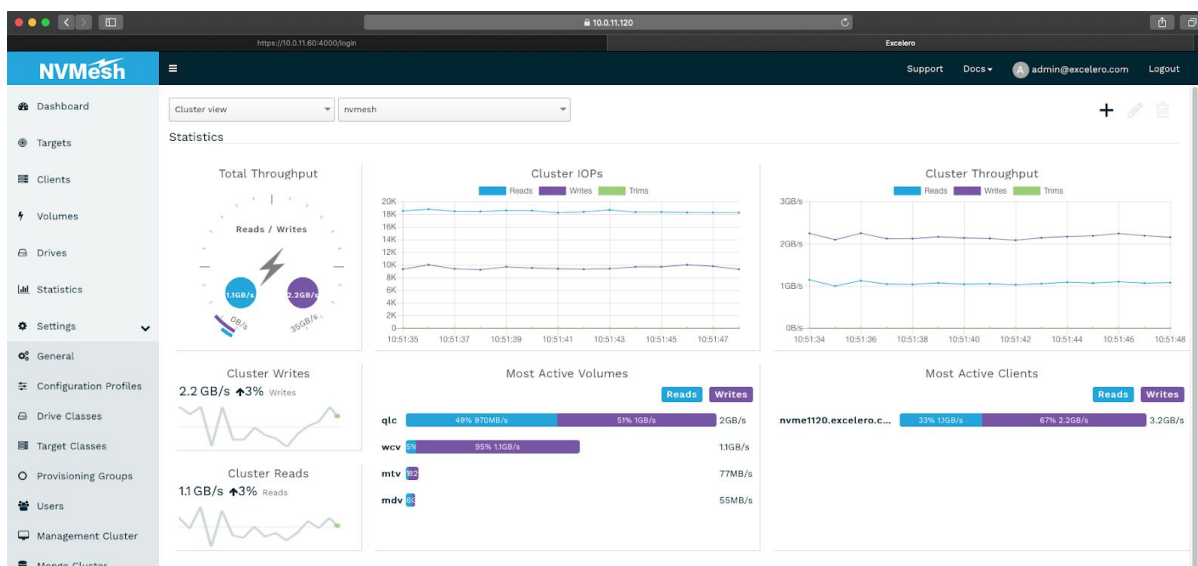 10.0.11.120
https://10.0.11.60:4000/login
Excelero
NVMesh
Support Docs A admin@excelero.com Logout
Dashboard
Targets
Clients
Volumes
Drives
Statistics
Settings
General
Configuration Profiles
Drive Classes
Target Classes
Provisioning Groups
Users
Management Cluster
Mongo Cluster
Cluster view nvmesh
Statistics
Total Throughput
Reads / Writes
1.1GB/s 2.2GB/s
0B/s 35GB/s
Cluster IOPs
Reads Writes Trims
20K
18K
16K
14K
12K
10K
8K
6K
4K
2K
0
10:51:35 10:51:37 10:51:39 10:51:41 10:51:43 10:51:45 10:51:47
Cluster Throughput
Reads Writes Trims
3GB/s
2GB/s
1GB/s
0B/s
10:51:34 10:51:36 10:51:38 10:51:40 10:51:42 10:51:44 10:51:46 10:51:48
Cluster Writes
2.2 GB/s 3% Writes
Cluster Reads
1.1 GB/s 3% Reads
Most Active Volumes
Reads Writes
qlc 49% 970MB/s 51% 1GB/s 2GB/s
wcv 5% 95% 1.1GB/s 1.1GB/s
mtv 77MB/s
mdv 55MB/s
Most Active Clients
Reads Writes
nvme1120.excelero.c... 33% 1.1GB/s 67% 2.2GB/s 3.2GB/s